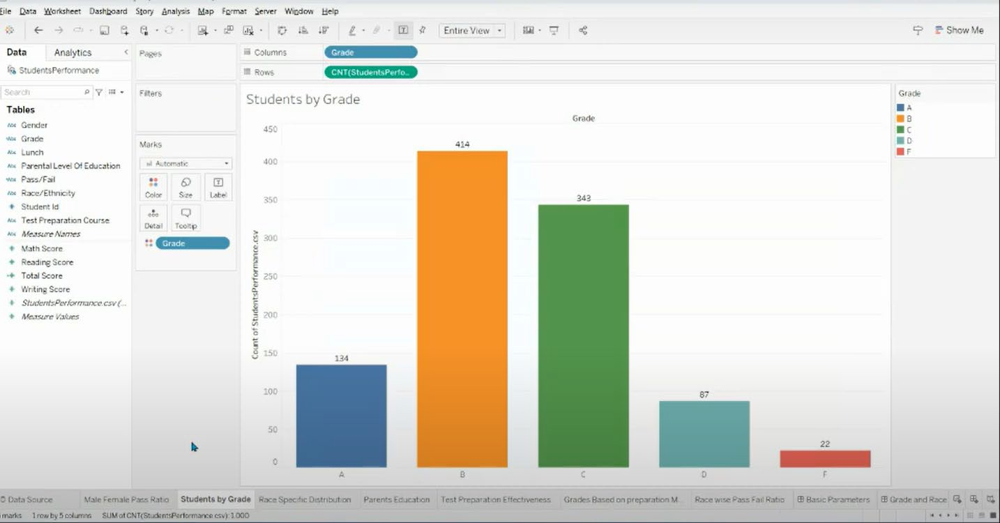 File Data Worksheet Dashboard Story Analysis Map Format Server Window Help
Entire View
Show Me
Data Analytics
StudentsPerformance
Search
Tables
Gender
Grade
Lunch
Parental Level Of Education
Pass/Fail
Race/Ethnicity
Student Id
Test Preparation Course
Measure Names
Math Score
Reading Score
Total Score
Writing Score
StudentsPerformance.csv (...
Measure Values
Pages
Filters
Marks
Automatic
Color Size Label
Detail Tooltip
Grade
Columns Grade
Rows CNT(StudentsPerfo..
Students by Grade
Grade
Count of StudentsPerformance.csv
450
400
350
300
250
200
150
100
50
0
134
414
343
87
22
A B C D F
Grade
A
B
C
D
F
Data Source Male Female Pass Ratio Students by Grade Race Specific Distribution Parents Education Test Preparation Effectiveness Grades Based on preparation M... Race wise Pass Fail Ratio Basic Parameters Grade and Race
marks 1 row by 5 columns SUM of CNT(StudentsPerformance.csv): 1,000